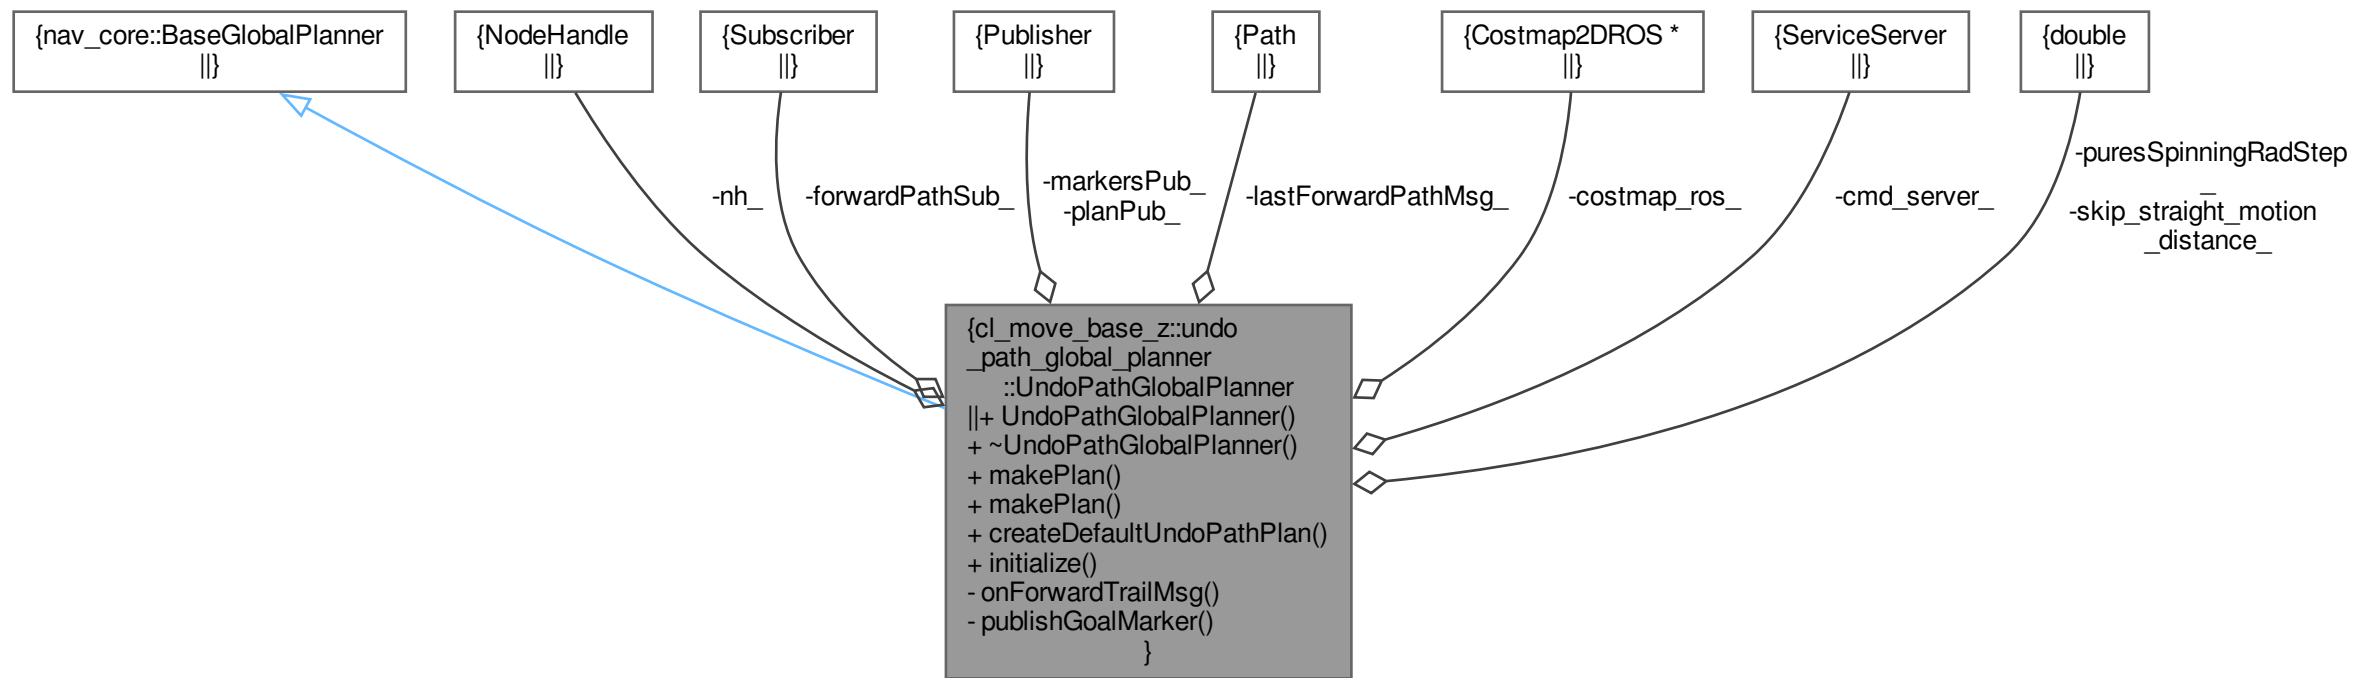 {nav_core::BaseGlobalPlanner
||}
{NodeHandle
||}
{Subscriber
||}
{Publisher
||}
{Path
||}
{Costmap2DROS *
||}
{ServiceServer
||}
{double
||}
-nh_
-forwardPathSub_
-markersPub_
-planPub_
-lastForwardPathMsg_
-costmap_ros_
-cmd_server_
-puresSpinningRadStep
_
-skip_straight_motion
_distance_
{cl_move_base_z::undo
_path_global_planner
::UndoPathGlobalPlanner
||+ UndoPathGlobalPlanner()
+ ~UndoPathGlobalPlanner()
+ makePlan()
+ makePlan()
+ createDefaultUndoPathPlan()
+ initialize()
- onForwardTrailMsg()
- publishGoalMarker()
}